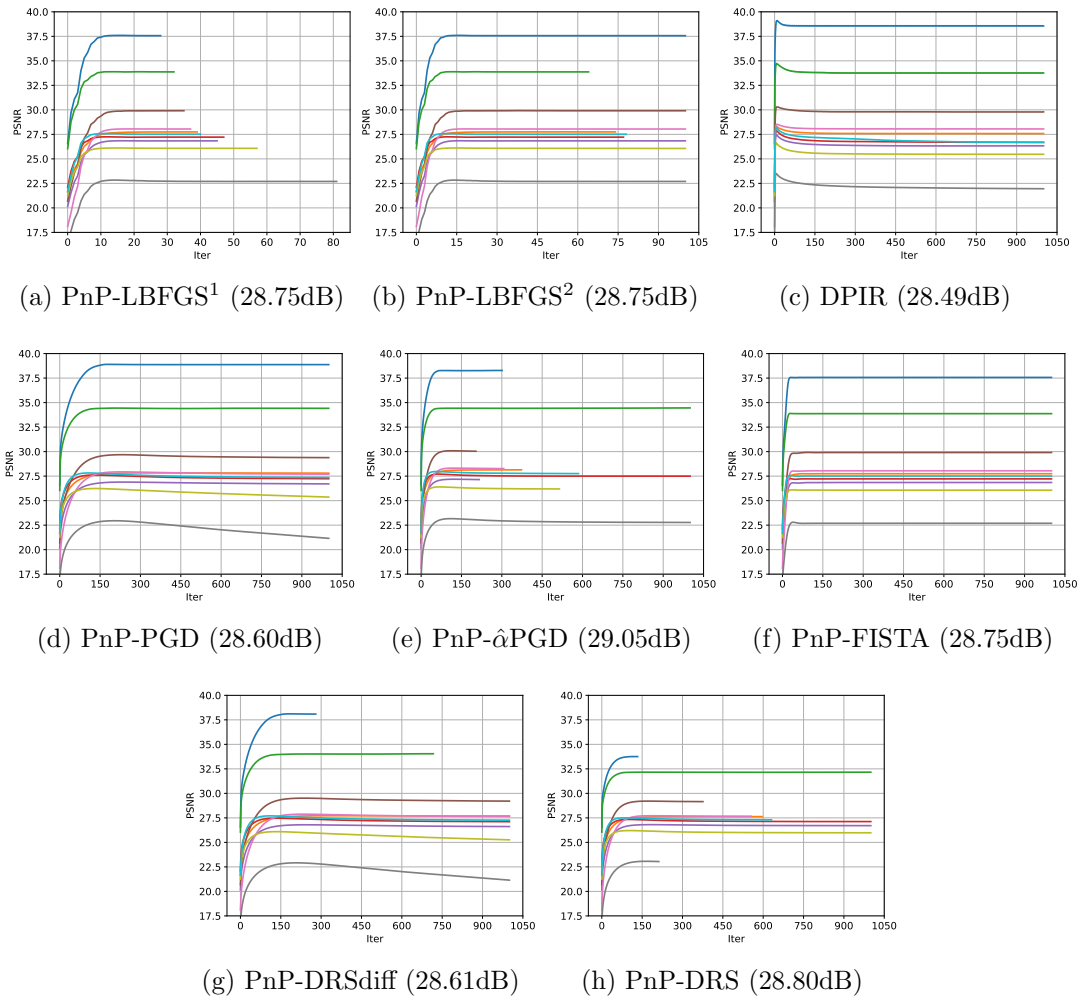 40.0
37.5
35.0
32.5
30.0
27.5
25.0
22.5
20.0
17.5
PSNR
0 10 20 30 40 50 60 70 80
Iter
(a) PnP-LBFGS¹ (28.75dB)
40.0
37.5
35.0
32.5
30.0
27.5
25.0
22.5
20.0
17.5
PSNR
0 15 30 45 60 75 90 105
Iter
(b) PnP-LBFGS² (28.75dB)
40.0
37.5
35.0
32.5
30.0
27.5
25.0
22.5
20.0
17.5
PSNR
0 150 300 450 600 750 900 1050
Iter
(c) DPIR (28.49dB)
40.0
37.5
35.0
32.5
30.0
27.5
25.0
22.5
20.0
17.5
PSNR
0 150 300 450 600 750 900 1050
Iter
(d) PnP-PGD (28.60dB)
40.0
37.5
35.0
32.5
30.0
27.5
25.0
22.5
20.0
17.5
PSNR
0 150 300 450 600 750 900 1050
Iter
(e) PnP-α̂PGD (29.05dB)
40.0
37.5
35.0
32.5
30.0
27.5
25.0
22.5
20.0
17.5
PSNR
0 150 300 450 600 750 900 1050
Iter
(f) PnP-FISTA (28.75dB)
40.0
37.5
35.0
32.5
30.0
27.5
25.0
22.5
20.0
17.5
PSNR
0 150 300 450 600 750 900 1050
Iter
(g) PnP-DRSdiff (28.61dB)
40.0
37.5
35.0
32.5
30.0
27.5
25.0
22.5
20.0
17.5
PSNR
0 150 300 450 600 750 900 1050
Iter
(h) PnP-DRS (28.80dB)